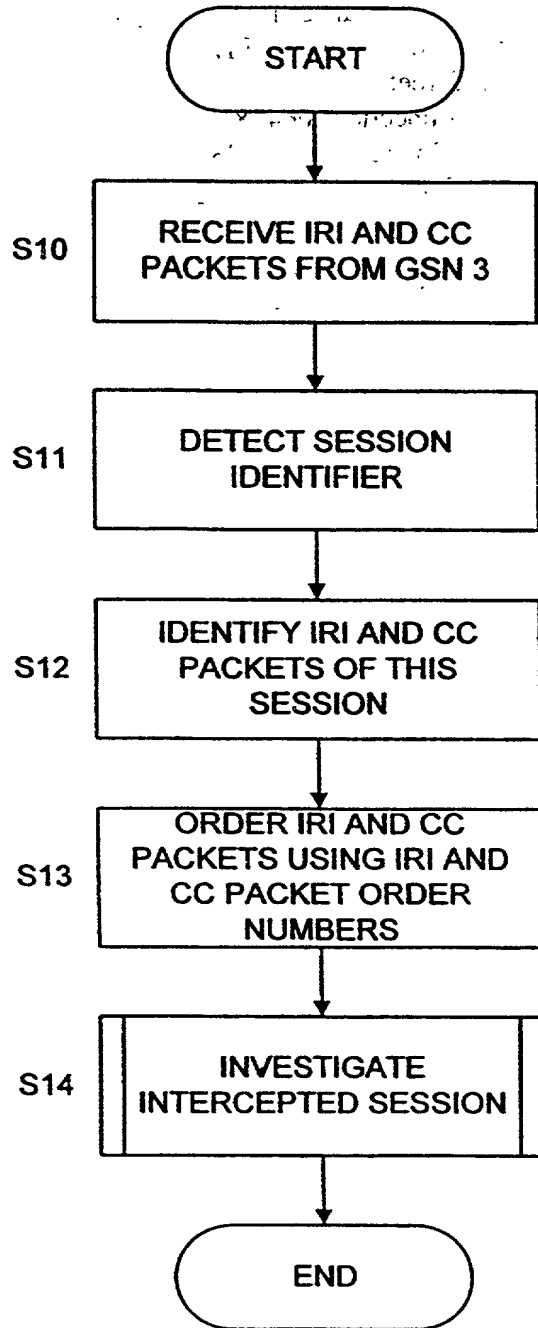 START
S10
RECEIVE IRI AND CC
PACKETS FROM GSN 3
S11
DETECT SESSION
IDENTIFIER
S12
IDENTIFY IRI AND CC
PACKETS OF THIS
SESSION
S13
ORDER IRI AND CC
PACKETS USING IRI AND
CC PACKET ORDER
NUMBERS
S14
INVESTIGATE
INTERCEPTED SESSION
END